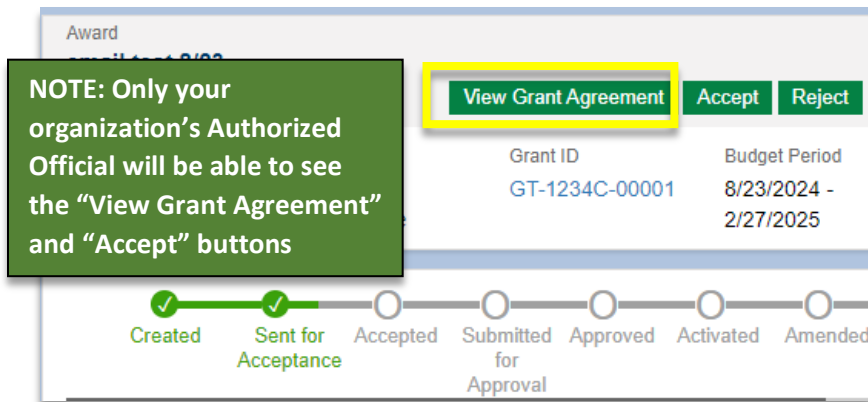 Award
NOTE: Only your
organization’s Authorized
Official will be able to see
the “View Grant Agreement”
and “Accept” buttons
View Grant Agreement Accept Reject
Grant ID Budget Period
GT-1234C-00001 8/23/2024 -
2/27/2025
Created Sent for Accepted Submitted Approved Activated Amended
Acceptance for
Approval